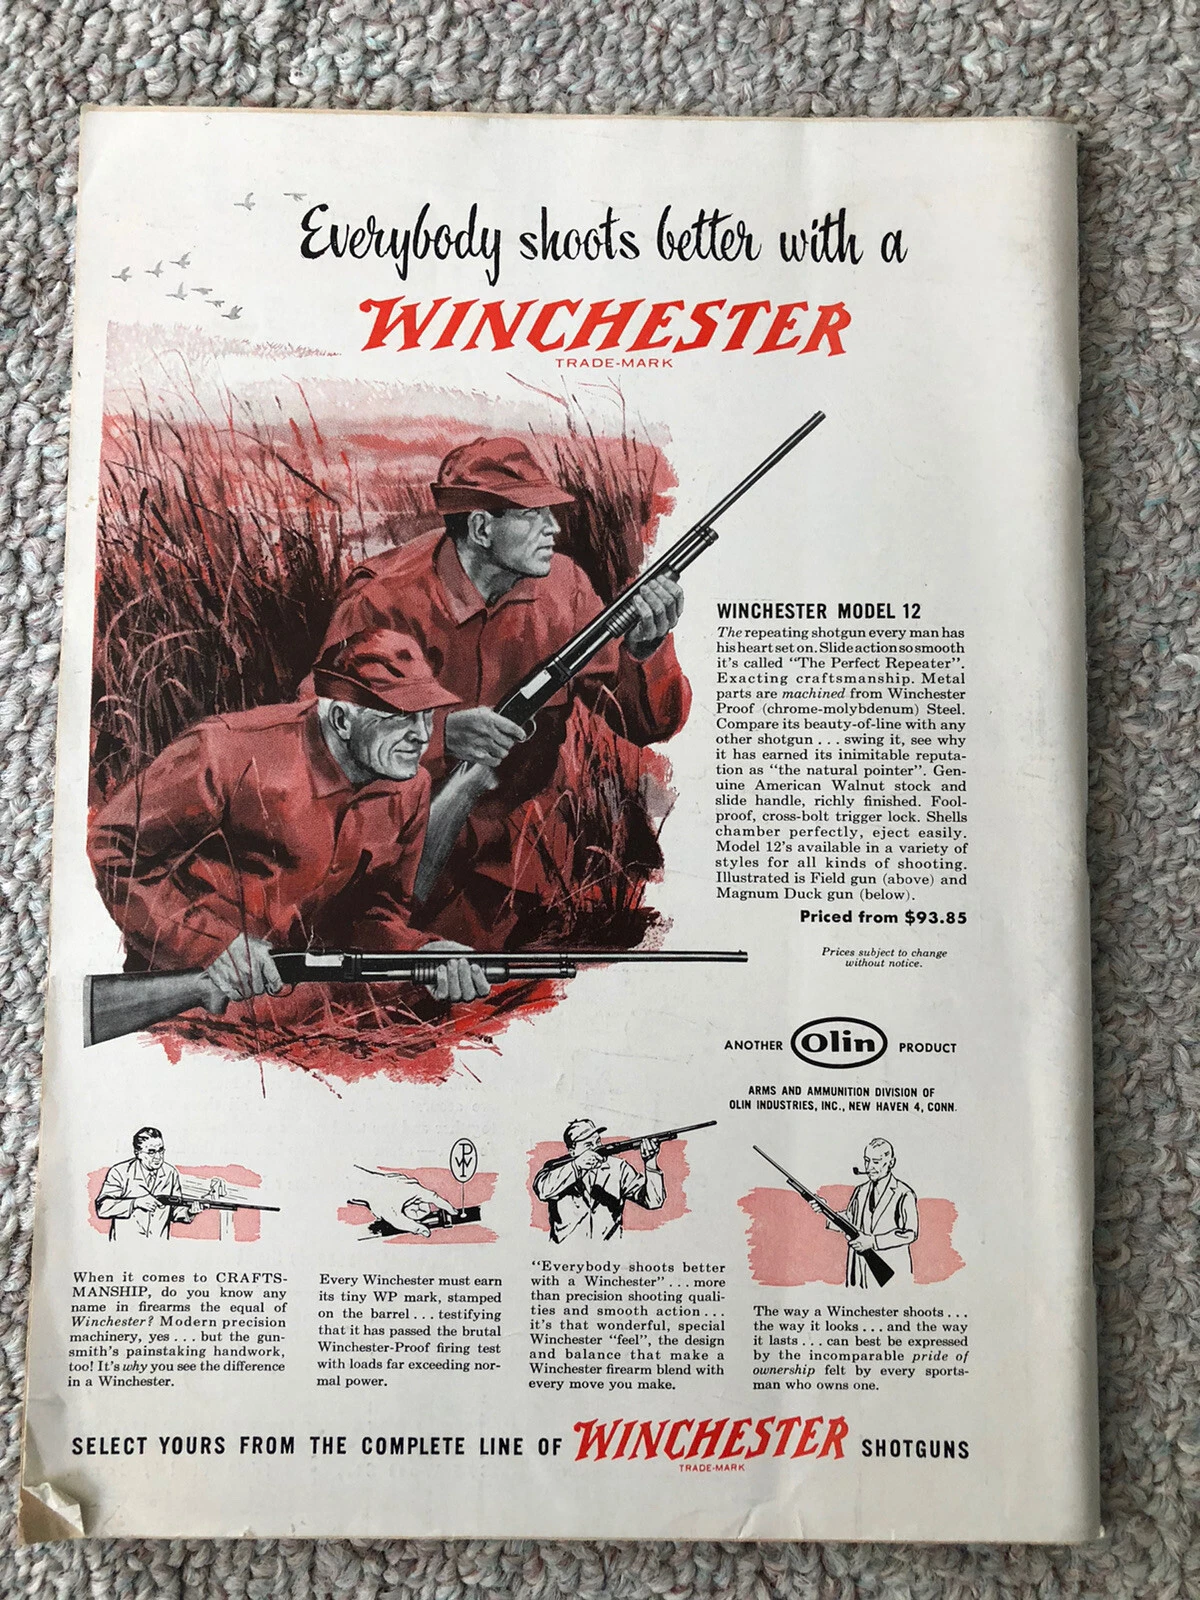 Everybody shoots better with a
WINCHESTER
TRADE-MARK
WINCHESTER MODEL 12
The repeating shotgun every man has
his heart set on. Slide action so smooth
it's called "The Perfect Repeater".
Exacting craftsmanship. Metal
parts are machined from Winchester
Proof (chrome-molybdenum) Steel.
Compare its beauty-of-line with any
other shotgun . . . swing it, see why
it has earned its inimitable reputa-
tion as "the natural pointer". Gen-
uine American Walnut stock and
slide handle, richly finished. Fool-
proof, cross-bolt trigger lock. Shells
chamber perfectly, eject easily.
Model 12's available in a variety of
styles for all kinds of shooting.
Illustrated is Field gun (above) and
Magnum Duck gun (below).
Priced from $93.85
Prices subject to change
without notice.
ANOTHER Olin PRODUCT
ARMS AND AMMUNITION DIVISION OF
OLIN INDUSTRIES, INC., NEW HAVEN 4, CONN.
WP
When it comes to CRAFTS-
MANSHIP, do you know any
name in firearms the equal of
Winchester? Modern precision
machinery, yes . . . but the gun-
smith's painstaking handwork,
too! It's why you see the difference
in a Winchester.
Every Winchester must earn
its tiny WP mark, stamped
on the barrel . . . testifying
that it has passed the brutal
Winchester-Proof firing test
with loads far exceeding nor-
mal power.
"Everybody shoots better
with a Winchester" . . . more
than precision shooting quali-
ties and smooth action . . .
it's that wonderful, special
Winchester "feel", the design
and balance that make a
Winchester firearm blend with
every move you make.
The way a Winchester shoots . . .
the way it looks . . . and the way
it lasts . . . can best be expressed
by the incomparable pride of
ownership felt by every sports-
man who owns one.
SELECT YOURS FROM THE COMPLETE LINE OF WINCHESTER SHOTGUNS
TRADE-MARK